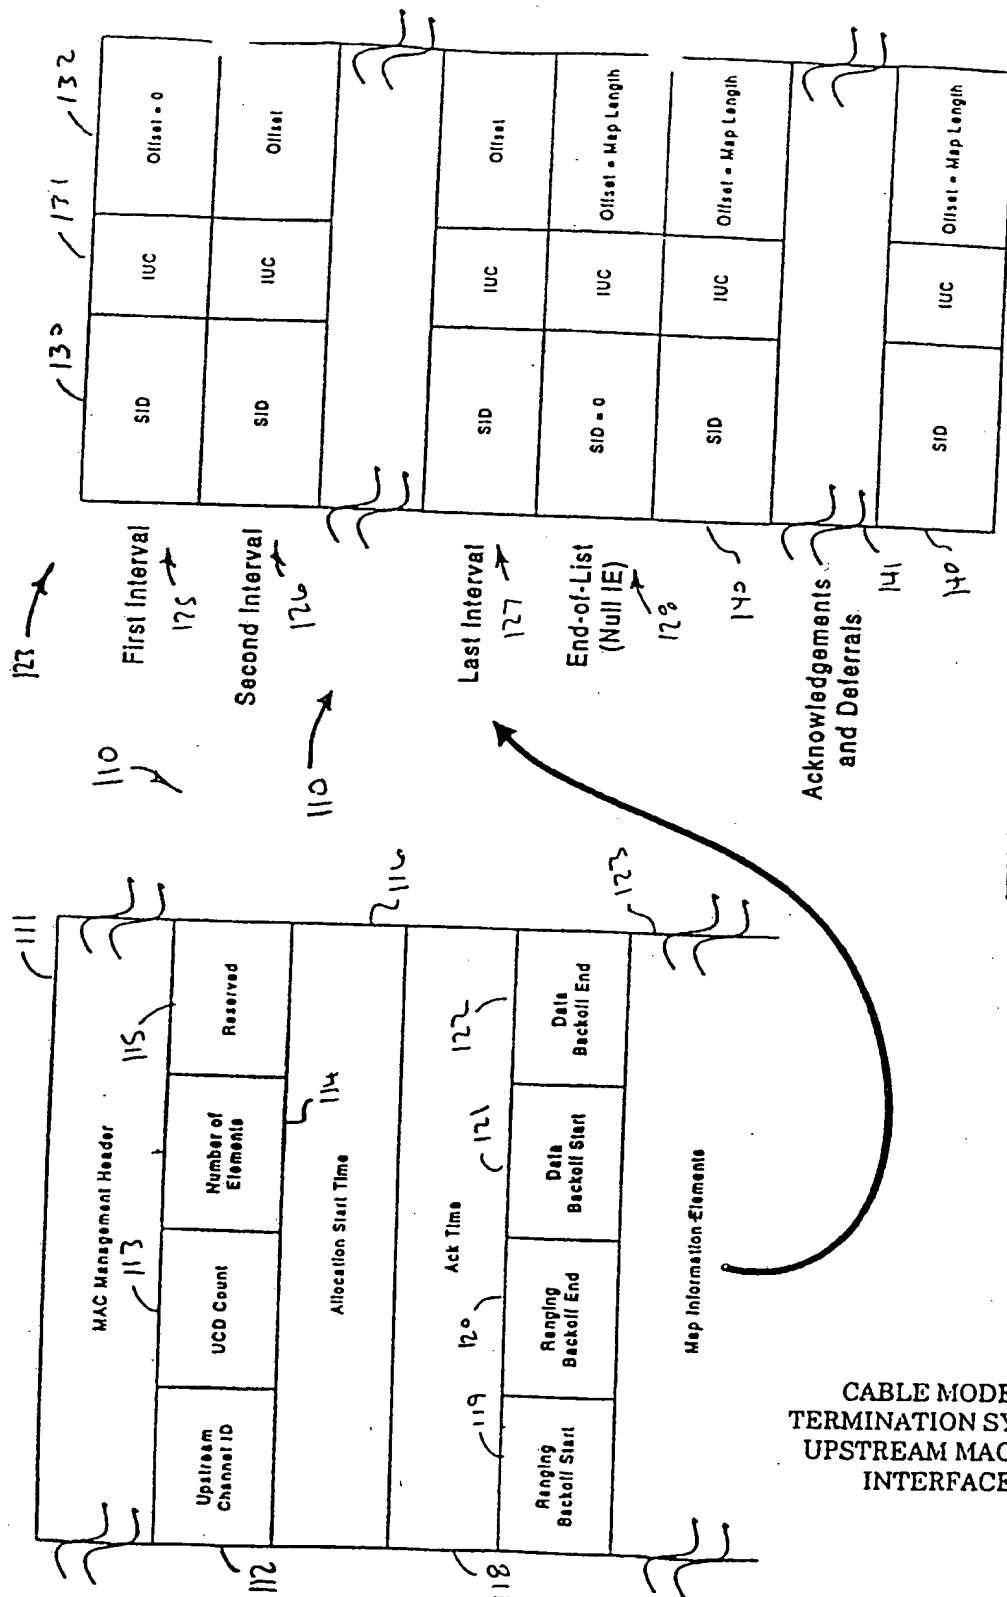 111
MAC Management Header
113
115
Upstream
Channel ID
UCD Count
Number of
Elements
Reserved
112
114
Allocation Start Time
116
Ack Time
118
119
120
121
122
Ranging
Backoff Start
Ranging
Backoff End
Data
Backoff Start
Data
Backoff End
Map Information Elements
123
110
110
123
130
131
132
First Interval
125
SID
IUC
Offset = 0
Second Interval
126
SID
IUC
Offset
Last Interval
127
SID
IUC
Offset
End-of-List
(Null IE)
128
SID = 0
IUC
Offset = Map Length
140
SID
IUC
Offset = Map Length
Acknowledgements
and Deferrals
141
140
SID
IUC
Offset = Map Length
CABLE MODE
TERMINATION SY
UPSTREAM MAC
INTERFACE